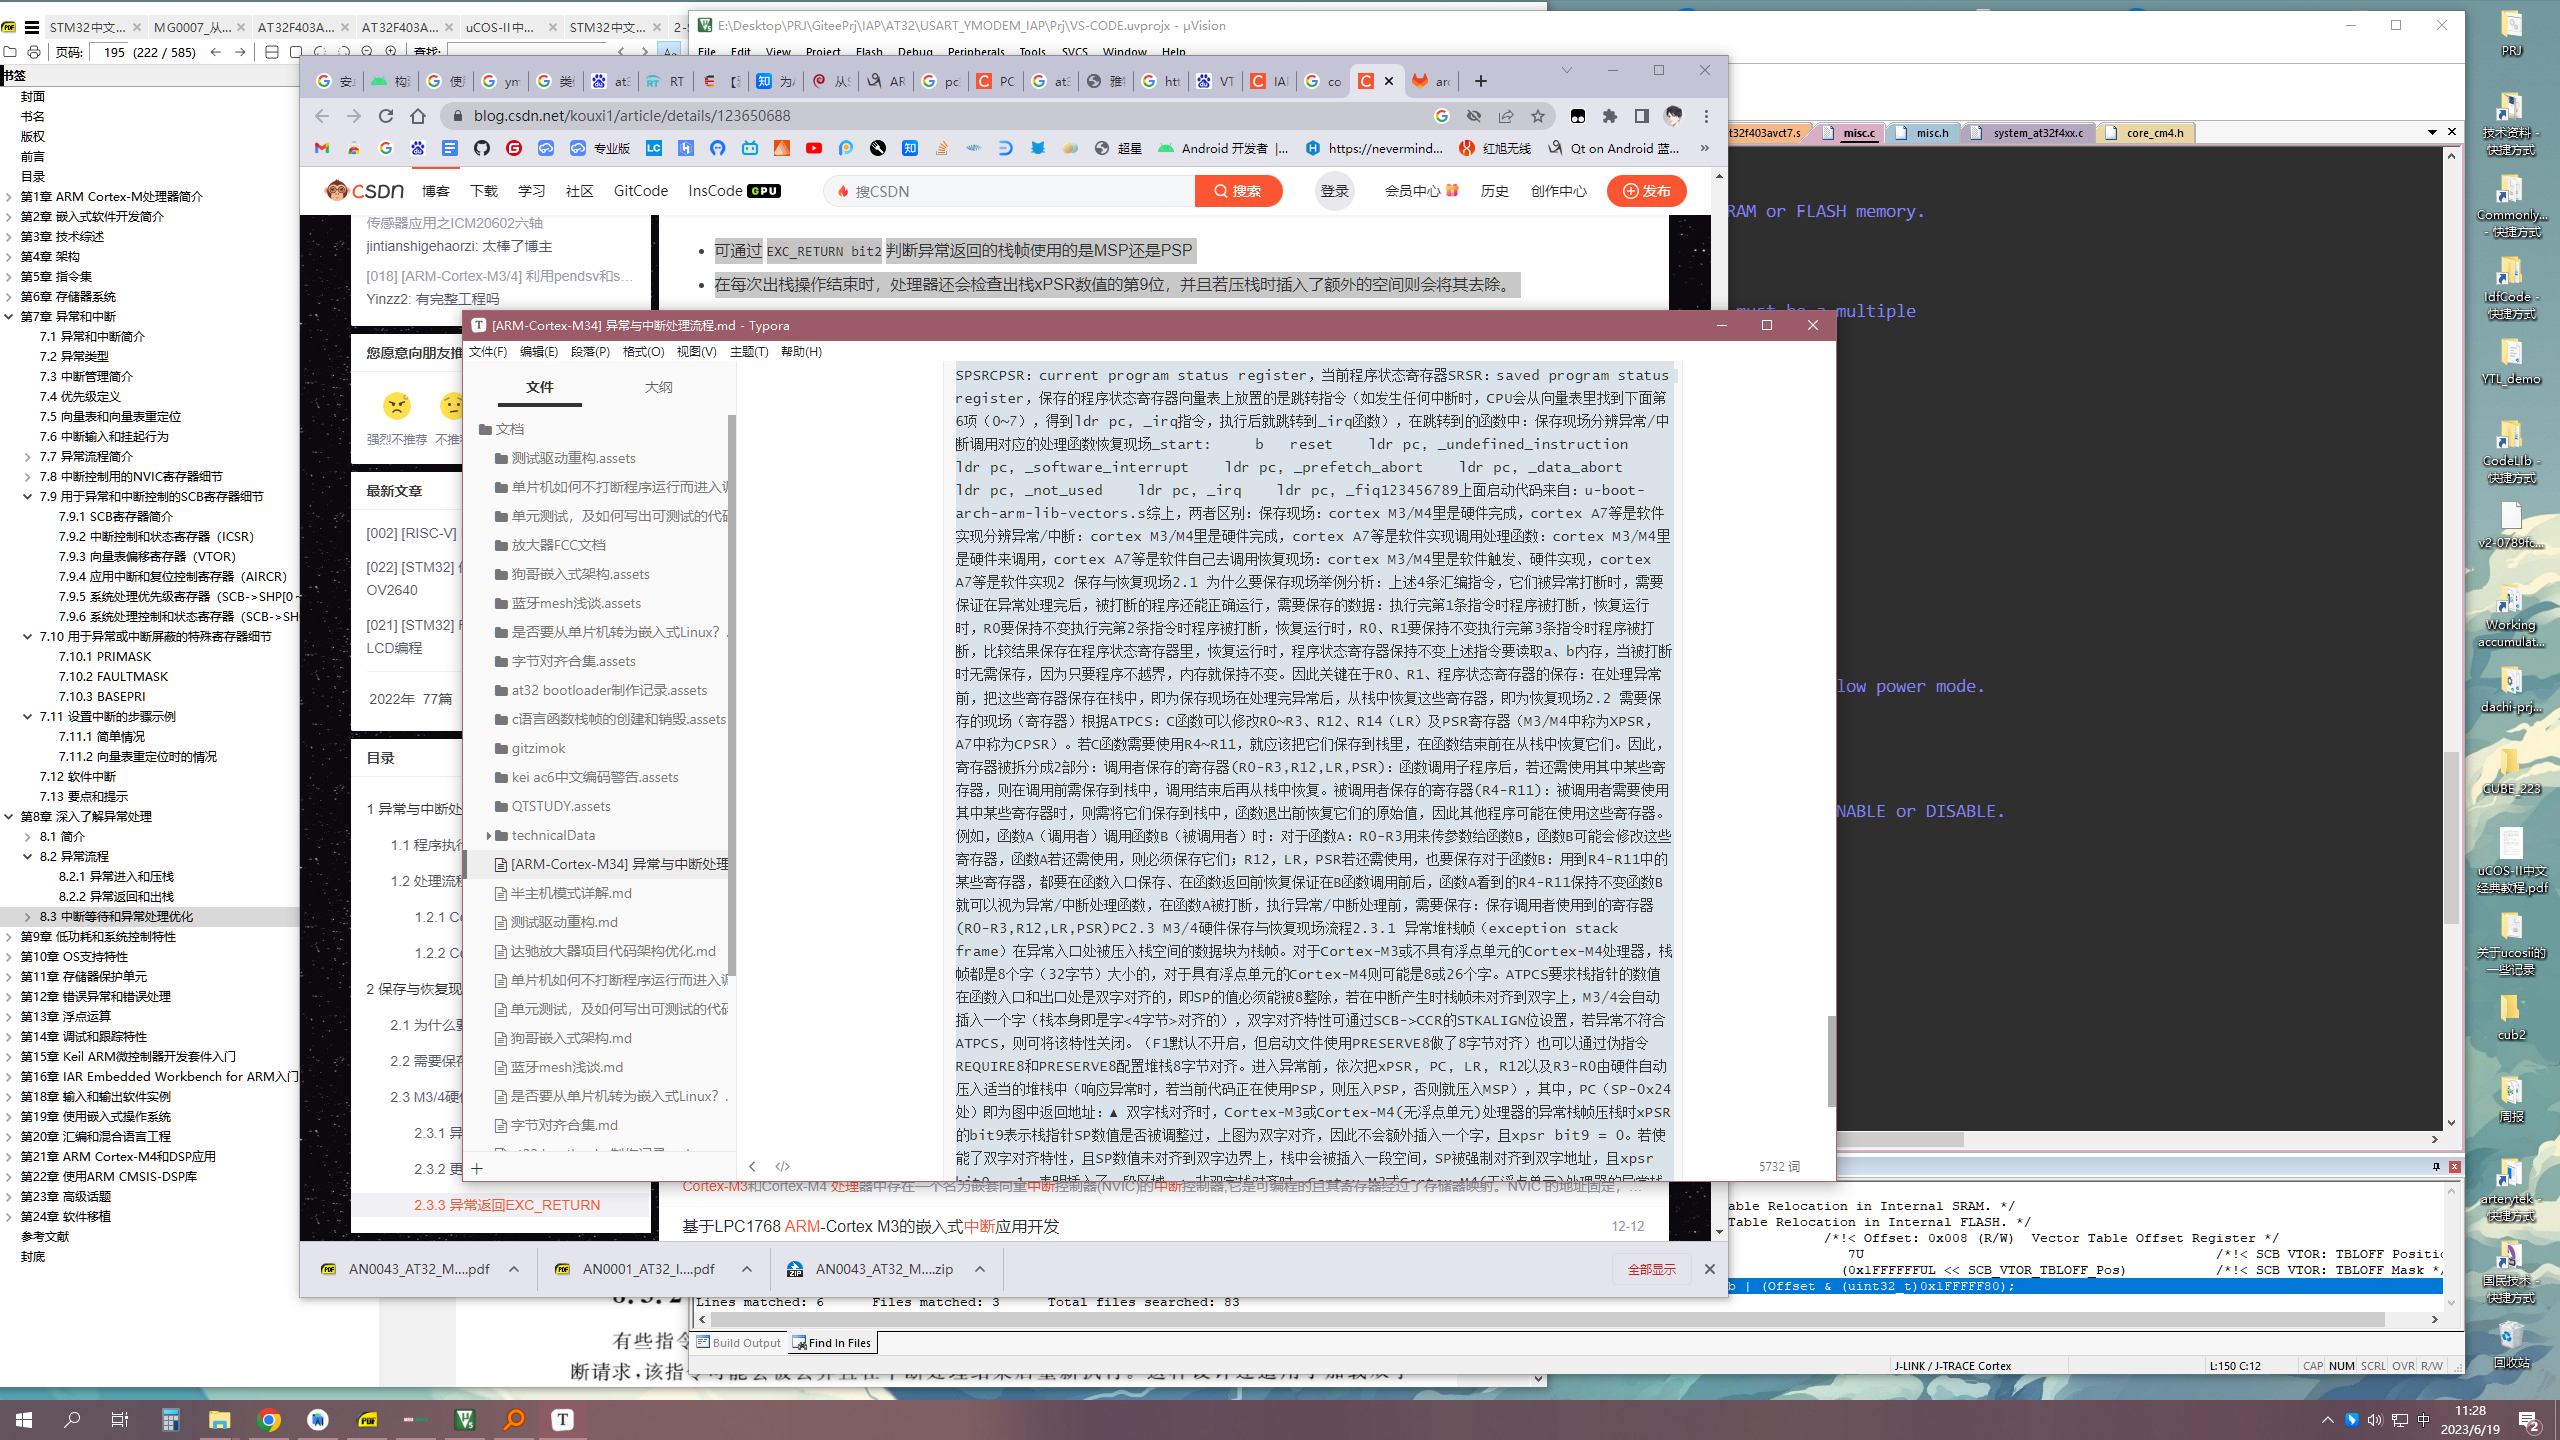 STM32中文...
MG0007_从...
AT32F403A...
AT32F403A...
uCOS-II中...
STM32中文...
页码:
195
(222 / 585)
查找:
书签
封面
书名
版权
前言
目录
第1章 ARM Cortex-M处理器简介
第2章 嵌入式软件开发简介
第3章 技术综述
第4章 架构
第5章 指令集
第6章 存储器系统
第7章 异常和中断
7.1 异常和中断简介
7.2 异常类型
7.3 中断管理简介
7.4 优先级定义
7.5 向量表和向量表重定位
7.6 中断输入和挂起行为
7.7 异常流程简介
7.8 中断控制用的NVIC寄存器细节
7.9 用于异常和中断控制的SCB寄存器细节
7.9.1 SCB寄存器简介
7.9.2 中断控制和状态寄存器（ICSR）
7.9.3 向量表偏移寄存器（VTOR）
7.9.4 应用中断和复位控制寄存器（AIRCR）
7.9.5 系统处理优先级寄存器（SCB->SHP[0~
7.9.6 系统处理控制和状态寄存器（SCB->SH
7.10 用于异常或中断屏蔽的特殊寄存器细节
7.10.1 PRIMASK
7.10.2 FAULTMASK
7.10.3 BASEPRI
7.11 设置中断的步骤示例
7.11.1 简单情况
7.11.2 向量表重定位时的情况
7.12 软件中断
7.13 要点和提示
第8章 深入了解异常处理
8.1 简介
8.2 异常流程
8.2.1 异常进入和压栈
8.2.2 异常返回和出栈
8.3 中断等待和异常处理优化
第9章 低功耗和系统控制特性
第10章 OS支持特性
第11章 存储器保护单元
第12章 错误异常和错误处理
第13章 浮点运算
第14章 调试和跟踪特性
第15章 Keil ARM微控制器开发套件入门
第16章 IAR Embedded Workbench for ARM入门
第18章 输入和输出软件实例
第19章 使用嵌入式操作系统
第20章 汇编和混合语言工程
第21章 ARM Cortex-M4和DSP应用
第22章 使用ARM CMSIS-DSP库
第23章 高级话题
第24章 软件移植
参考文献
封底
E:\Desktop\PRJ\GiteePrj\IAP\AT32\USART_YMODEM_IAP\Prj\VS-CODE.uvprojx - µVision
File Edit View Project Flash Debug Peripherals Tools SVCS Window Help
blog.csdn.net/kouxi1/article/details/123650688
专业版
超星
Android 开发者 |...
https://nevermind...
红旭无线
Qt on Android 蓝...
CSDN 博客 下载 学习 社区 GitCode InsCode GPU
搜CSDN
搜索
登录 会员中心 历史 创作中心 发布
传感器应用之ICM20602六轴
jintianshigehaorzi: 太棒了博主
[018] [ARM-Cortex-M3/4] 利用pendsv和s...
Yinzz2: 有完整工程吗
您愿意向朋友推
强烈不推荐
最新文章
[002] [RISC-V]
OV2640
LCD编程
2022年 77篇
目录
1 异常与中断处
1.1 程序执行
1.2 处理流程
2 保存与恢复现
2.1 为什么要
2.2 需要保存
2.3 M3/4硬件
2.3.3 异常返回EXC_RETURN
可通过 EXC_RETURN bit2 判断异常返回的栈帧使用的是MSP还是PSP
在每次出栈操作结束时，处理器还会检查出栈xPSR数值的第9位，并且若压栈时插入了额外的空间则会将其去除。
[ARM-Cortex-M34] 异常与中断处理流程.md - Typora
文件(F) 编辑(E) 段落(P) 格式(O) 视图(V) 主题(T) 帮助(H)
文件 大纲
文档
测试驱动重构.assets
单片机如何不打断程序运行而进入调
单元测试，及如何写出可测试的代码
放大器FCC文档
狗哥嵌入式架构.assets
蓝牙mesh浅谈.assets
是否要从单片机转为嵌入式Linux？.
字节对齐合集.assets
at32 bootloader制作记录.assets
c语言函数栈帧的创建和销毁.assets
gitzimok
kei ac6中文编码警告.assets
QTSTUDY.assets
technicalData
[ARM-Cortex-M34] 异常与中断处理
半主机模式详解.md
测试驱动重构.md
达驰放大器项目代码架构优化.md
单片机如何不打断程序运行而进入调
单元测试，及如何写出可测试的代码
狗哥嵌入式架构.md
蓝牙mesh浅谈.md
是否要从单片机转为嵌入式Linux？.
字节对齐合集.md
SPSRCPSR：current program status register，当前程序状态寄存器SRSR：saved program status
register，保存的程序状态寄存器向量表上放置的是跳转指令（如发生任何中断时，CPU会从向量表里找到下面第
6项（0~7），得到ldr pc, _irq指令，执行后就跳转到_irq函数），在跳转到的函数中：保存现场分辨异常/中
断调用对应的处理函数恢复现场_start: b reset ldr pc, _undefined_instruction
ldr pc, _software_interrupt ldr pc, _prefetch_abort ldr pc, _data_abort
ldr pc, _not_used ldr pc, _irq ldr pc, _fiq123456789上面启动代码来自：u-boot-
arch-arm-lib-vectors.s综上，两者区别：保存现场：cortex M3/M4里是硬件完成，cortex A7等是软件
实现分辨异常/中断：cortex M3/M4里是硬件完成，cortex A7等是软件实现调用处理函数：cortex M3/M4里
是硬件来调用，cortex A7等是软件自己去调用恢复现场：cortex M3/M4里是软件触发、硬件实现，cortex
A7等是软件实现2 保存与恢复现场2.1 为什么要保存现场举例分析：上述4条汇编指令，它们被异常打断时，需要
保证在异常处理完后，被打断的程序还能正确运行，需要保存的数据：执行完第1条指令时程序被打断，恢复运行
时，R0要保持不变执行完第2条指令时程序被打断，恢复运行时，R0、R1要保持不变执行完第3条指令时程序被打
断，比较结果保存在程序状态寄存器里，恢复运行时，程序状态寄存器保持不变上述指令要读取a、b内存，当被打断
时无需保存，因为只要程序不越界，内存就保持不变。因此关键在于R0、R1、程序状态寄存器的保存：在处理异常
前，把这些寄存器保存在栈中，即为保存现场在处理完异常后，从栈中恢复这些寄存器，即为恢复现场2.2 需要保
存的现场（寄存器）根据ATPCS：C函数可以修改R0~R3、R12、R14（LR）及PSR寄存器（M3/M4中称为XPSR，
A7中称为CPSR）。若C函数需要使用R4~R11，就应该把它们保存到栈里，在函数结束前在从栈中恢复它们。因此，
寄存器被拆分成2部分：调用者保存的寄存器(R0-R3,R12,LR,PSR)：函数调用子程序后，若还需使用其中某些寄
存器，则在调用前需保存到栈中，调用结束后再从栈中恢复。被调用者保存的寄存器(R4-R11)：被调用者需要使用
其中某些寄存器时，则需将它们保存到栈中，函数退出前恢复它们的原始值，因此其他程序可能在使用这些寄存器。
例如，函数A（调用者）调用函数B（被调用者）时：对于函数A：R0-R3用来传参数给函数B，函数B可能会修改这些
寄存器，函数A若还需使用，则必须保存它们；R12，LR，PSR若还需使用，也要保存对于函数B：用到R4-R11中的
某些寄存器，都要在函数入口保存、在函数返回前恢复保证在B函数调用前后，函数A看到的R4-R11保持不变函数B
就可以视为异常/中断处理函数，在函数A被打断，执行异常/中断处理前，需要保存：保存调用者使用到的寄存器
(R0-R3,R12,LR,PSR)PC2.3 M3/4硬件保存与恢复现场流程2.3.1 异常堆栈帧（exception stack
frame）在异常入口处被压入栈空间的数据块为栈帧。对于Cortex-M3或不具有浮点单元的Cortex-M4处理器，栈
帧都是8个字（32字节）大小的，对于具有浮点单元的Cortex-M4则可能是8或26个字。ATPCS要求栈指针的数值
在函数入口和出口处是双字对齐的，即SP的值必须能被8整除，若在中断产生时栈帧未对齐到双字上，M3/4会自动
插入一个字（栈本身即是字<4字节>对齐的），双字对齐特性可通过SCB->CCR的STKALIGN位设置，若异常不符合
ATPCS，则可将该特性关闭。（F1默认不开启，但启动文件使用PRESERVE8做了8字节对齐）也可以通过伪指令
REQUIRE8和PRESERVE8配置堆栈8字节对齐。进入异常前，依次把xPSR, PC, LR, R12以及R3-R0由硬件自动
压入适当的堆栈中（响应异常时，若当前代码正在使用PSP，则压入PSP，否则就压入MSP），其中，PC（SP-0x24
处）即为图中返回地址：▲ 双字栈对齐时，Cortex-M3或Cortex-M4(无浮点单元)处理器的异常栈帧压栈时xPSR
的bit9表示栈指针SP数值是否被调整过，上图为双字对齐，因此不会额外插入一个字，且xpsr bit9 = 0。若使
能了双字对齐特性，且SP数值未对齐到双字边界上，栈中会被插入一段空间，SP被强制对齐到双字地址，且xpsr
5732 词
Cortex-M3和Cortex-M4 处理器中存在一个名为嵌套向量中断控制器(NVIC)的中断控制器,它是可编程的且其寄存器经过了存储器映射。NVIC 的地址固定，...
基于LPC1768 ARM-Cortex M3的嵌入式中断应用开发
12-12
AN0043_AT32_M....pdf
AN0001_AT32_I....pdf
AN0043_AT32_M....zip
全部显示
t32f403avct7.s
misc.c
misc.h
system_at32f4xx.c
core_cm4.h
RAM or FLASH memory.
must be a multiple
low power mode.
NABLE or DISABLE.
able Relocation in Internal SRAM. */
Table Relocation in Internal FLASH. */
/*!< Offset: 0x008 (R/W) Vector Table Offset Register */
7U /*!< SCB VTOR: TBLOFF Positio
(0x1FFFFFFUL << SCB_VTOR_TBLOFF_Pos) /*!< SCB VTOR: TBLOFF Mask */
b | (Offset & (uint32_t)0x1FFFFF80);
Lines matched: 6 Files matched: 3 Total files searched: 83
Build Output
Find In Files
J-LINK / J-TRACE Cortex
L:150 C:12
CAP NUM SCRL OVR R/W
有些指令
断请求,该指
PRJ
技术资料 -
快捷方式
Commonly...
- 快捷方式
IdfCode -
快捷方式
YTL_demo
CodeLIb -
快捷方式
v2-0789fc...
Working
accumulat...
dachi-prj...
CUBE_223
uCOS-II中文
经典教程.pdf
关于ucosii的
一些记录
cub2
周报
arterytek -
快捷方式
国民技术 -
快捷方式
回收站
中
11:28
2023/6/19
2